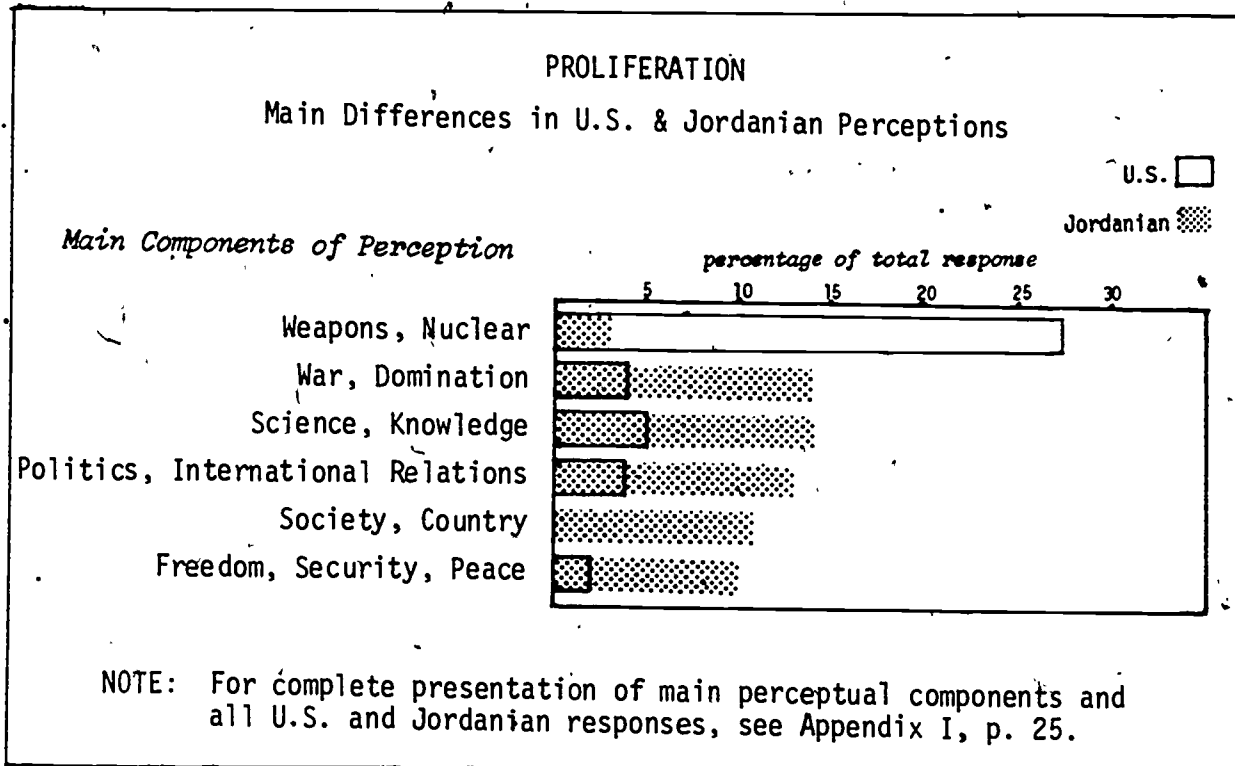 PROLIFERATION
Main Differences in U.S. & Jordanian Perceptions
U.S.
Jordanian
Main Components of Perception
percentage of total response
5 10 15 20 25 30
Weapons, Nuclear
War, Domination
Science, Knowledge
Politics, International Relations
Society, Country
Freedom, Security, Peace
NOTE: For complete presentation of main perceptual components and
all U.S. and Jordanian responses, see Appendix I, p. 25.